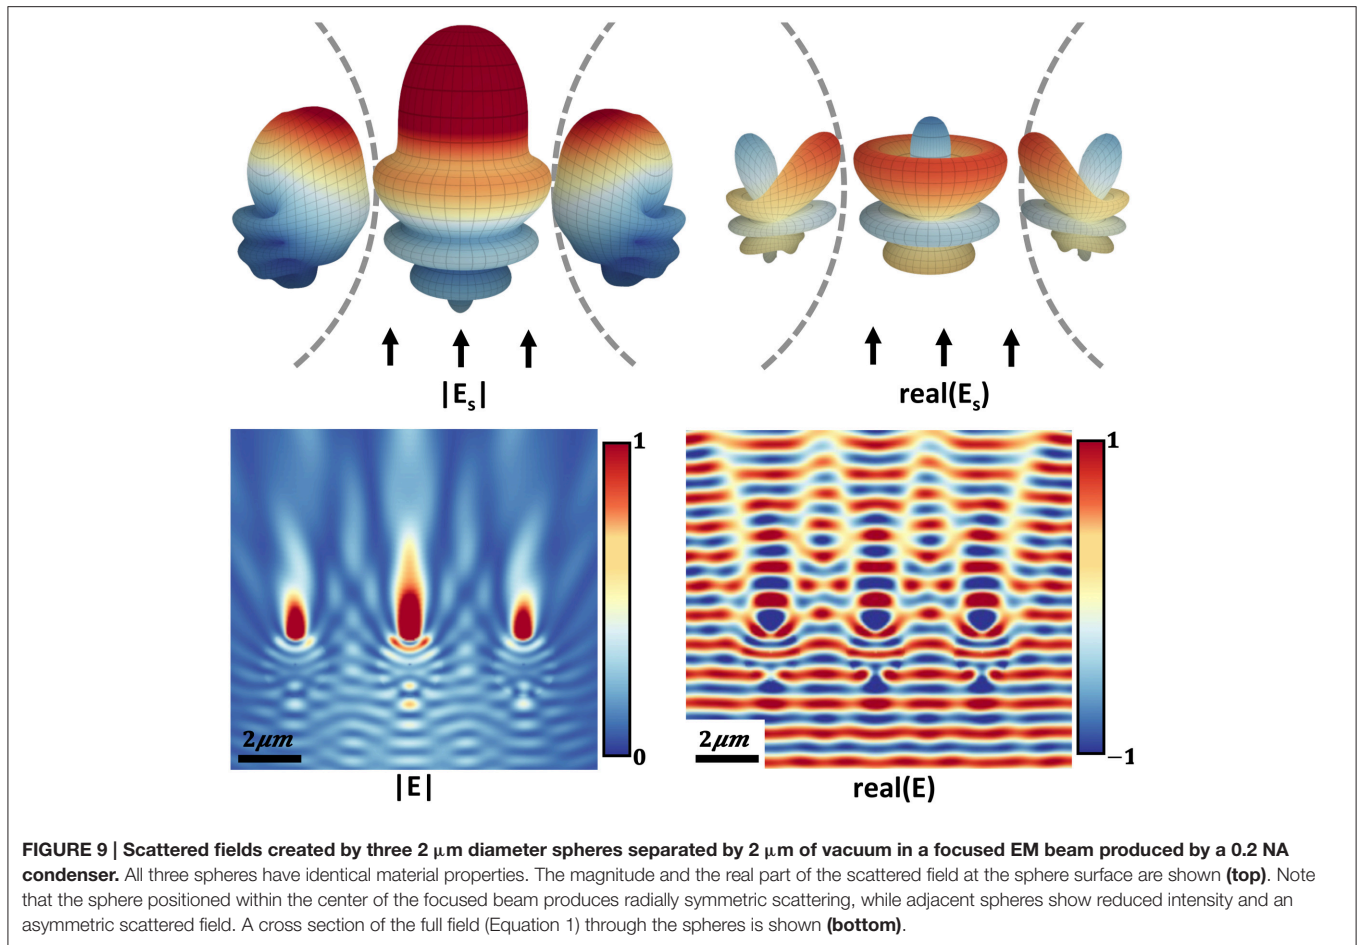 |Eₛ|
real(Eₛ)
1
0
2μm
|E|
1
−1
2μm
real(E)
FIGURE 9 | Scattered fields created by three 2 μm diameter spheres separated by 2 μm of vacuum in a focused EM beam produced by a 0.2 NA
condenser. All three spheres have identical material properties. The magnitude and the real part of the scattered field at the sphere surface are shown (top). Note
that the sphere positioned within the center of the focused beam produces radially symmetric scattering, while adjacent spheres show reduced intensity and an
asymmetric scattered field. A cross section of the full field (Equation 1) through the spheres is shown (bottom).